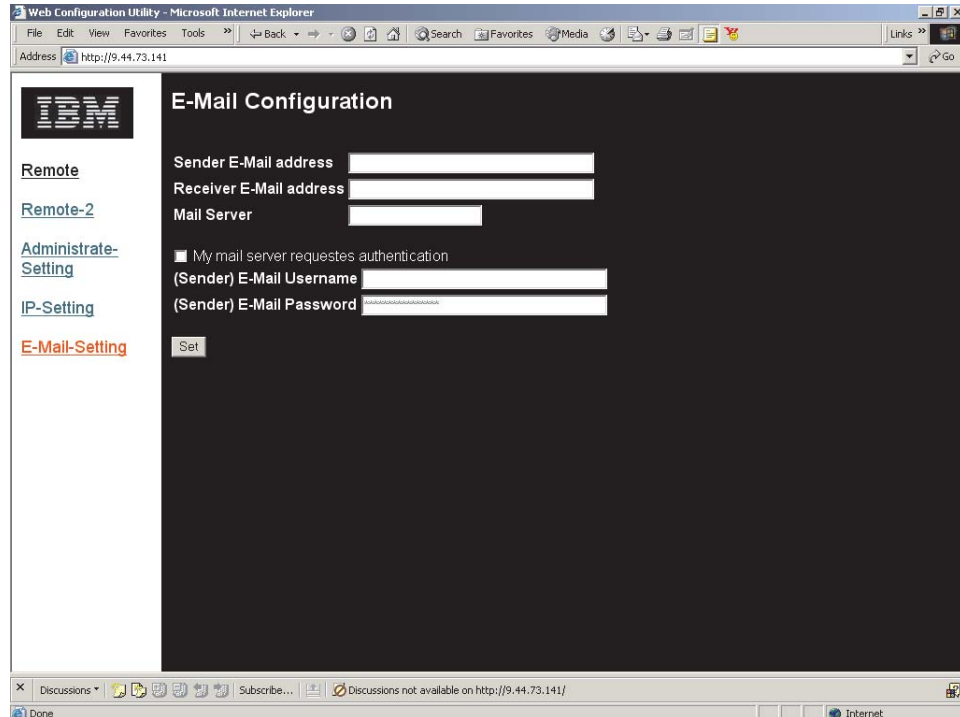 Web Configuration Utility - Microsoft Internet Explorer
File Edit View Favorites Tools » Back Search Favorites Media Links »
Address http://9.44.73.141 Go
IBM
E-Mail Configuration
Remote
Remote-2
Administrate-
Setting
IP-Setting
E-Mail-Setting
Sender E-Mail address
Receiver E-Mail address
Mail Server
My mail server requestes authentication
(Sender) E-Mail Username
(Sender) E-Mail Password ****************
Set
Discussions Subscribe... Discussions not available on http://9.44.73.141/
Done Internet